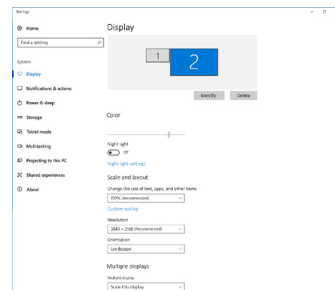 Settings
Home
Display
Find a setting
1
2
System
Display
Notifications & actions
Identify
Detect
Power & sleep
Storage
Color
Tablet mode
Night light
Multitasking
Off
Projecting to this PC
Night light settings
Shared experiences
Scale and layout
About
Change the size of text, apps, and other items
150% (Recommended)
Custom scaling
Resolution
3840 × 2160 (Recommended)
Orientation
Landscape
Multiple displays
Multiple displays